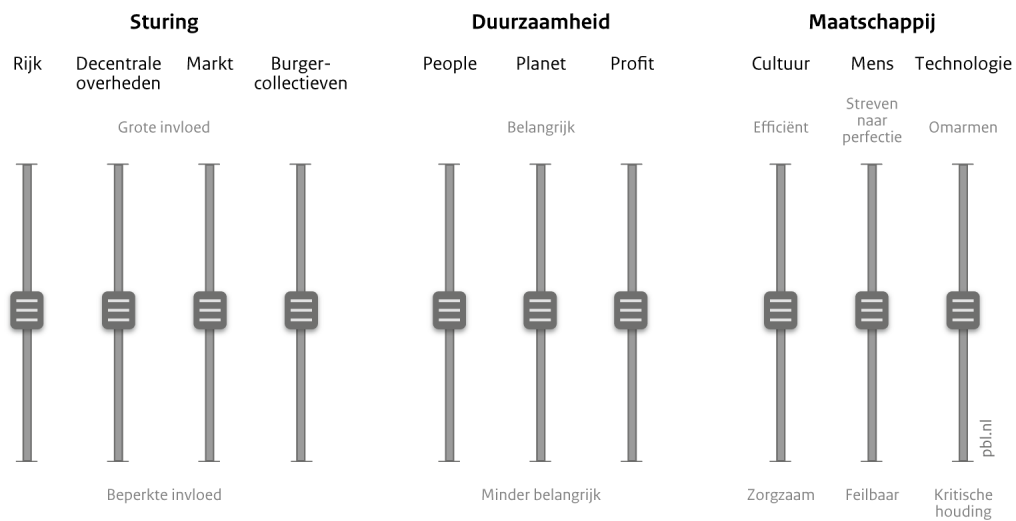 Sturing
Duurzaamheid
Maatschappij
Rijk
Decentrale
overheden
Markt
Burger-
collectieven
People
Planet
Profit
Cultuur
Mens
Technologie
Grote invloed
Belangrijk
Efficiënt
Streven
naar
perfectie
Omarmen
Beperkte invloed
Minder belangrijk
Zorgzaam
Feilbaar
Kritische
houding
pbl.nl